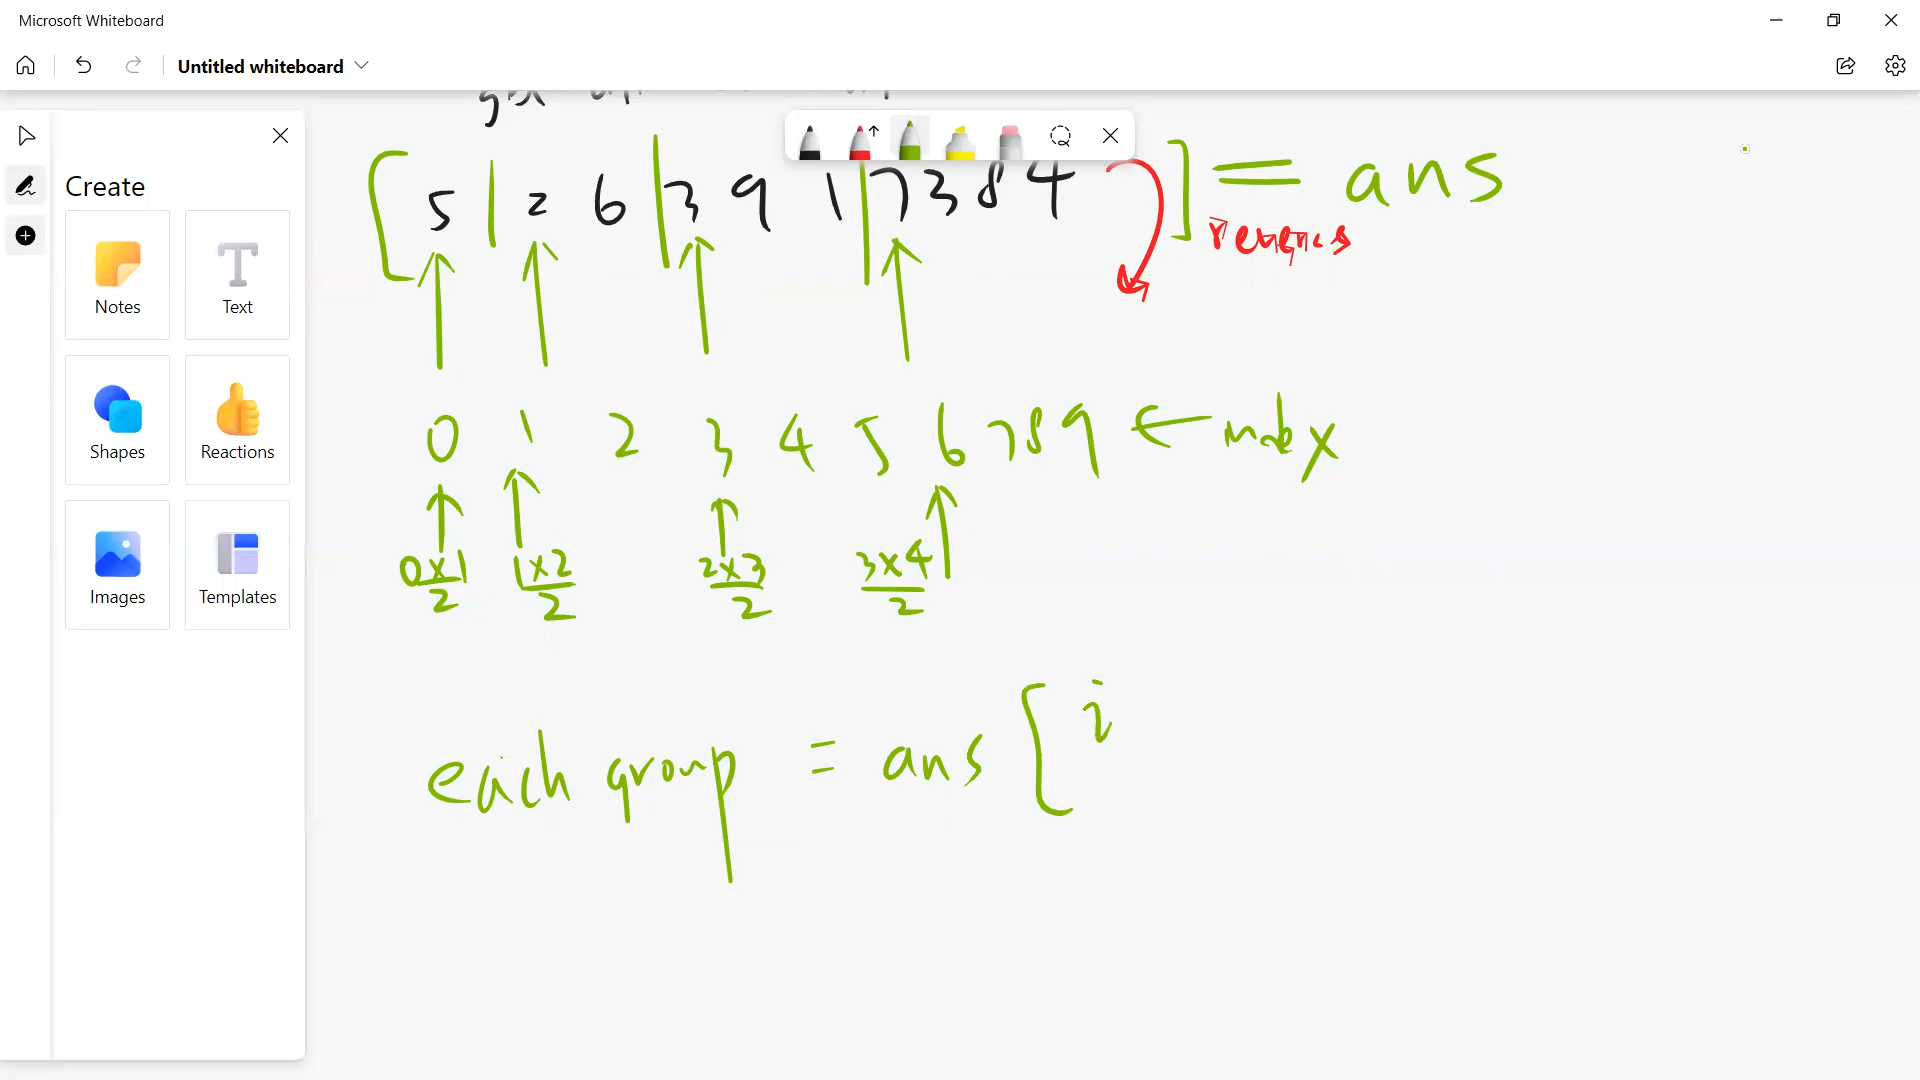 Microsoft Whiteboard
Untitled whiteboard
Create
Notes
Text
Shapes
Reactions
Images
Templates
[ 5 | 2 6 | 3 9 1 | 7 3 8 4 ] = ans
0 1 2 3 4 5 6 7 8 9 ←
0x1/2 1x2/2 2x3/2 3x4/2
each group = ans [ i